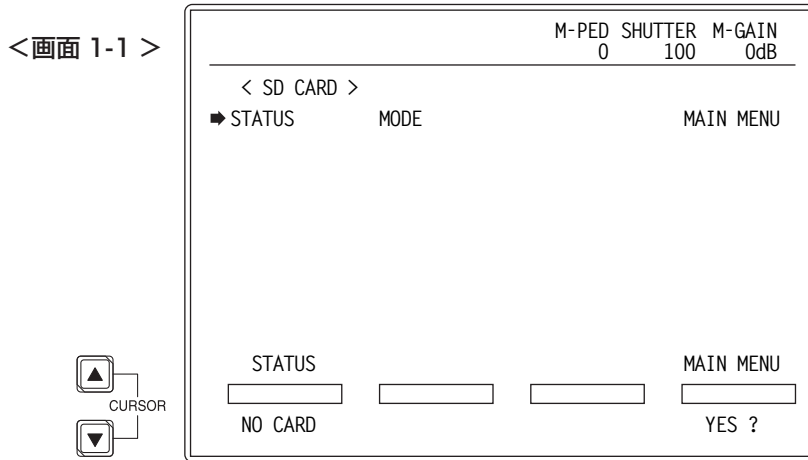 <画面 1-1 >
M-PED SHUTTER M-GAIN
0 100 0dB
< SD CARD >
➡ STATUS MODE MAIN MENU
STATUS MAIN MENU
▲
CURSOR
▼
NO CARD YES ?